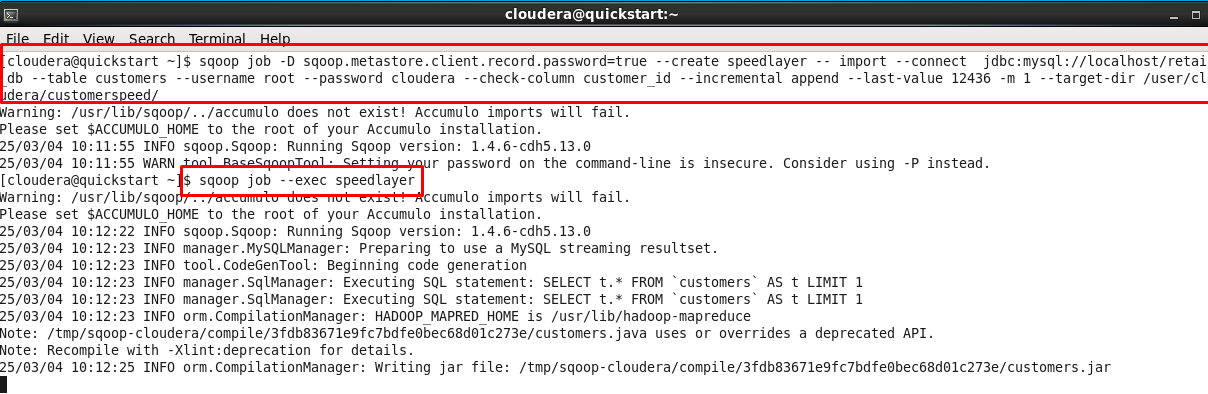 cloudera@quickstart:~
File Edit View Search Terminal Help
[cloudera@quickstart ~]$ sqoop job -D sqoop.metastore.client.record.password=true --create speedlayer -- import --connect  jdbc:mysql://localhost/retai
_db --table customers --username root --password cloudera --check-column customer_id --incremental append --last-value 12436 -m 1 --target-dir /user/cl
udera/customerspeed/
Warning: /usr/lib/sqoop/../accumulo does not exist! Accumulo imports will fail.
Please set $ACCUMULO_HOME to the root of your Accumulo installation.
25/03/04 10:11:55 INFO sqoop.Sqoop: Running Sqoop version: 1.4.6-cdh5.13.0
25/03/04 10:11:55 WARN tool.BaseSqoopTool: Setting your password on the command-line is insecure. Consider using -P instead.
[cloudera@quickstart ~]$ sqoop job --exec speedlayer
Warning: /usr/lib/sqoop/../accumulo does not exist! Accumulo imports will fail.
Please set $ACCUMULO_HOME to the root of your Accumulo installation.
25/03/04 10:12:22 INFO sqoop.Sqoop: Running Sqoop version: 1.4.6-cdh5.13.0
25/03/04 10:12:23 INFO manager.MySQLManager: Preparing to use a MySQL streaming resultset.
25/03/04 10:12:23 INFO tool.CodeGenTool: Beginning code generation
25/03/04 10:12:23 INFO manager.SqlManager: Executing SQL statement: SELECT t.* FROM `customers` AS t LIMIT 1
25/03/04 10:12:23 INFO manager.SqlManager: Executing SQL statement: SELECT t.* FROM `customers` AS t LIMIT 1
25/03/04 10:12:23 INFO orm.CompilationManager: HADOOP_MAPRED_HOME is /usr/lib/hadoop-mapreduce
Note: /tmp/sqoop-cloudera/compile/3fdb83671e9fc7bdfe0bec68d01c273e/customers.java uses or overrides a deprecated API.
Note: Recompile with -Xlint:deprecation for details.
25/03/04 10:12:25 INFO orm.CompilationManager: Writing jar file: /tmp/sqoop-cloudera/compile/3fdb83671e9fc7bdfe0bec68d01c273e/customers.jar